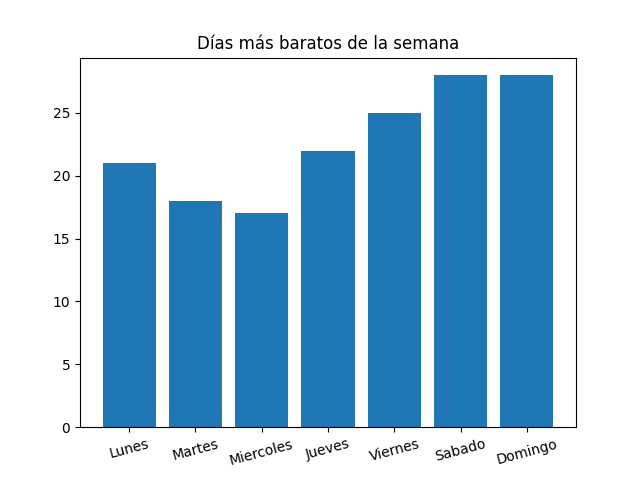 Días más baratos de la semana
25
20
15
10
5
0
Lunes
Martes
Miercoles
Jueves
Viernes
Sabado
Domingo